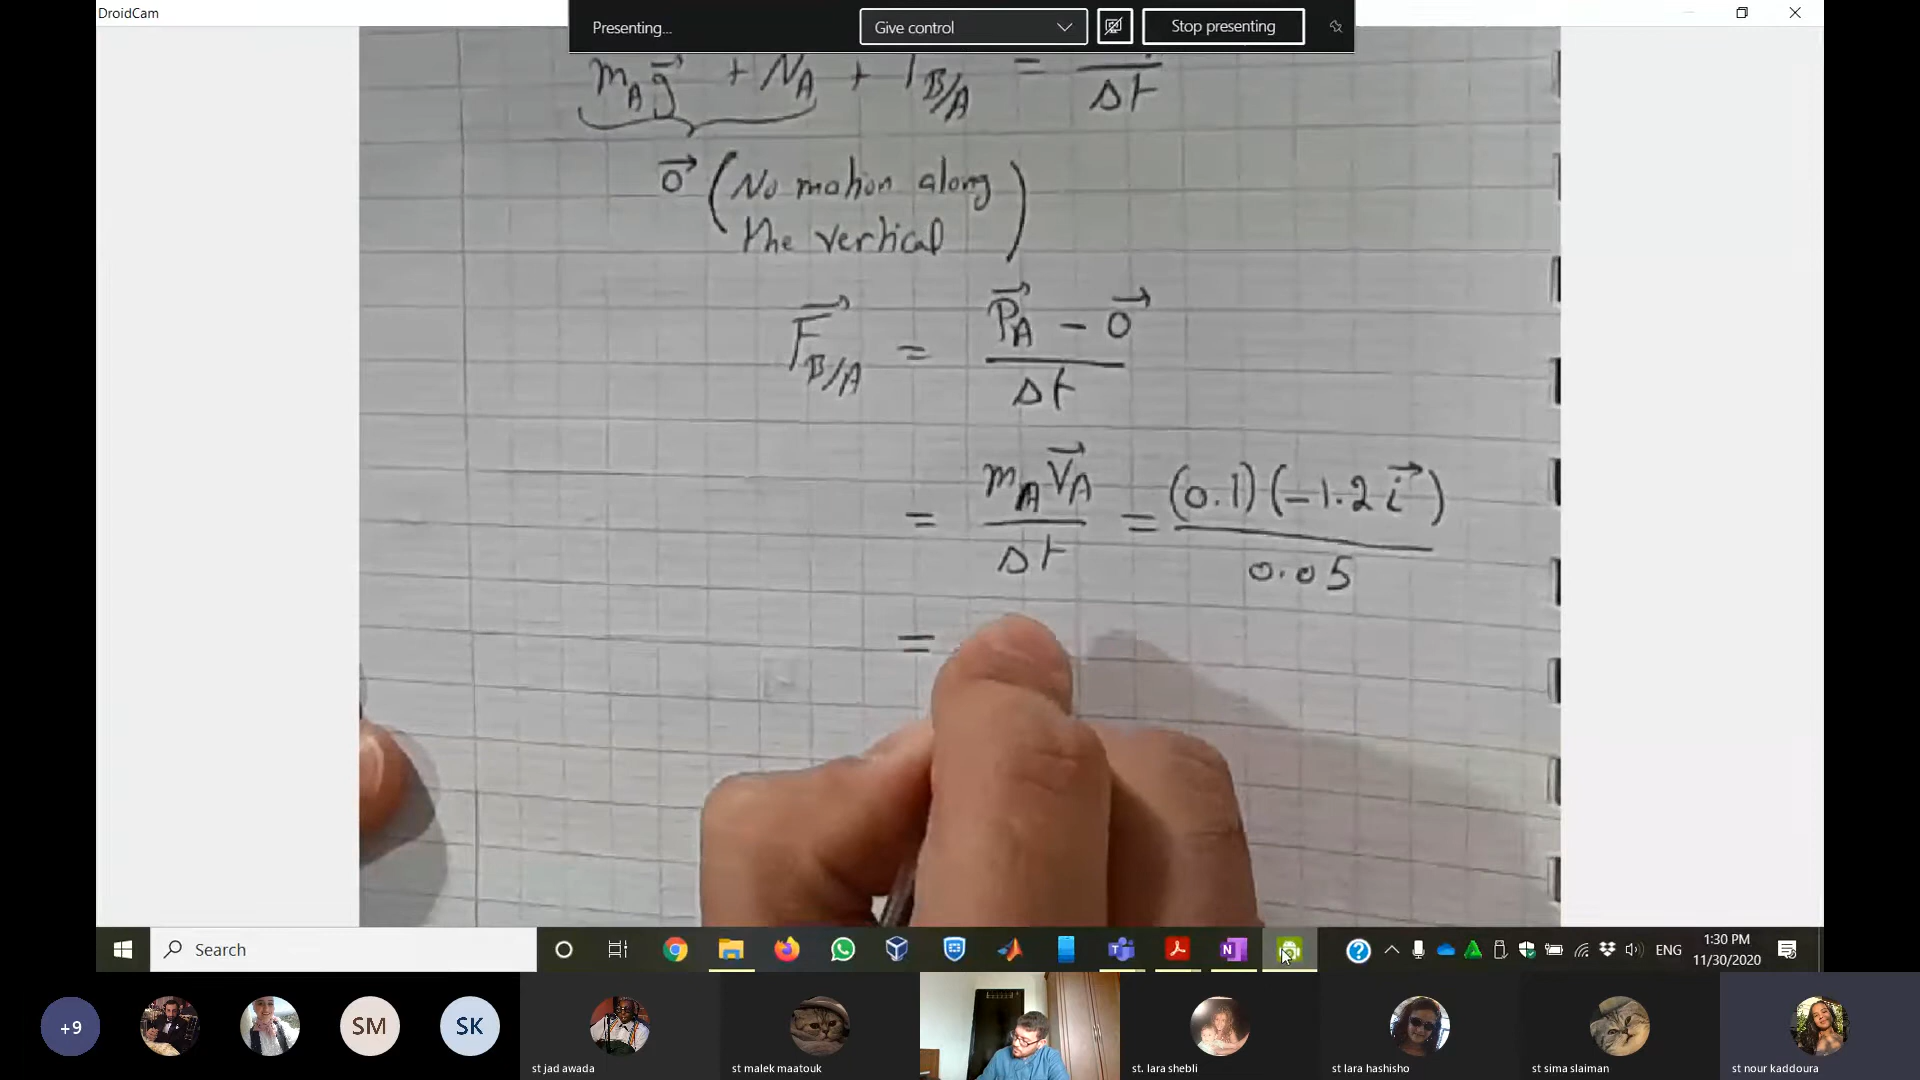 DroidCam
Presenting...
Give control
Stop presenting
m_A g⃗ + N_A + F_B/A = /Δt
0⃗ (No motion along
the vertical)
F⃗_B/A = (P⃗_A − 0⃗)/Δt
= m_A V⃗_A/Δt = (0.1)(−1.2 i⃗)/0.05
=
Search
ENG
1:30 PM
11/30/2020
+9
SM
SK
st jad awada
st malek maatouk
st. lara shebli
st lara hashisho
st sima slaiman
st nour kaddoura